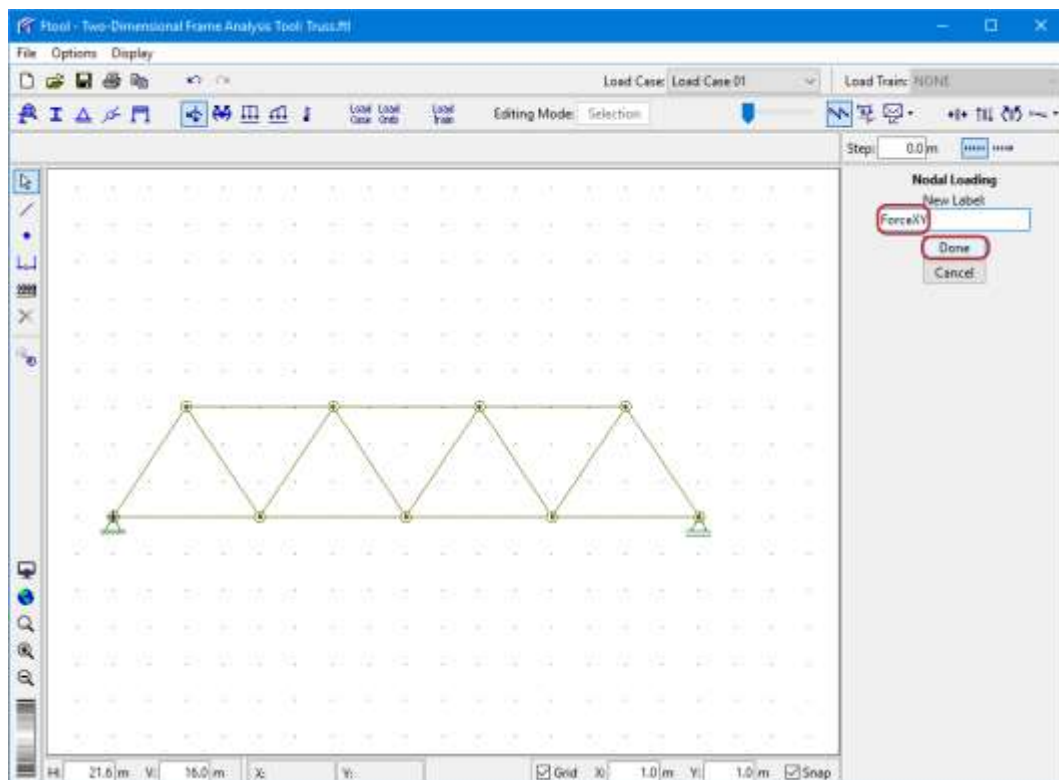 Ftool - Two-Dimensional Frame Analysis Tool: Truss.ftl
File Options Display
Load Case: Load Case 01 Load Train: NONE
Load Case Load Comb Load Train Editing Mode: Selection
Step: 0.0 m
Nodal Loading
New Label:
ForceXY
Done
Cancel
H: 21.6 m V: 16.0 m X: Y: Grid X: 1.0 m Y: 1.0 m Snap